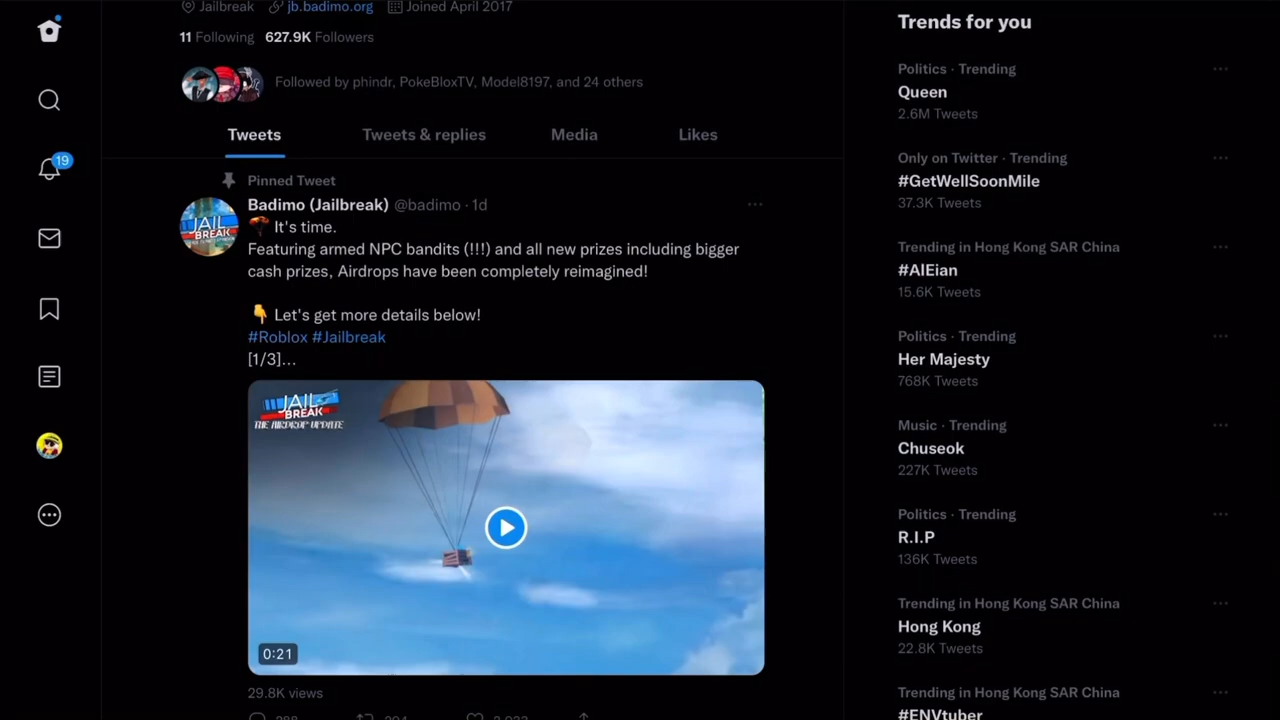 Jailbreak jb.badimo.org Joined April 2017
11 Following 627.9K Followers
Followed by phindr, PokeBloxTV, Model8197, and 24 others
Tweets Tweets & replies Media Likes
Pinned Tweet
Badimo (Jailbreak) @badimo · 1d
It's time.
Featuring armed NPC bandits (!!!) and all new prizes including bigger
cash prizes, Airdrops have been completely reimagined!
Let's get more details below!
#Roblox #Jailbreak
[1/3]...
JAIL
BREAK
THE AIRDROP UPDATE
JAIL
BREAK
0:21
29.8K views
19
Trends for you
Politics · Trending
Queen
2.6M Tweets
Only on Twitter · Trending
#GetWellSoonMile
37.3K Tweets
Trending in Hong Kong SAR China
#AlEian
15.6K Tweets
Politics · Trending
Her Majesty
768K Tweets
Music · Trending
Chuseok
227K Tweets
Politics · Trending
R.I.P
136K Tweets
Trending in Hong Kong SAR China
Hong Kong
22.8K Tweets
Trending in Hong Kong SAR China
#ENVtuber